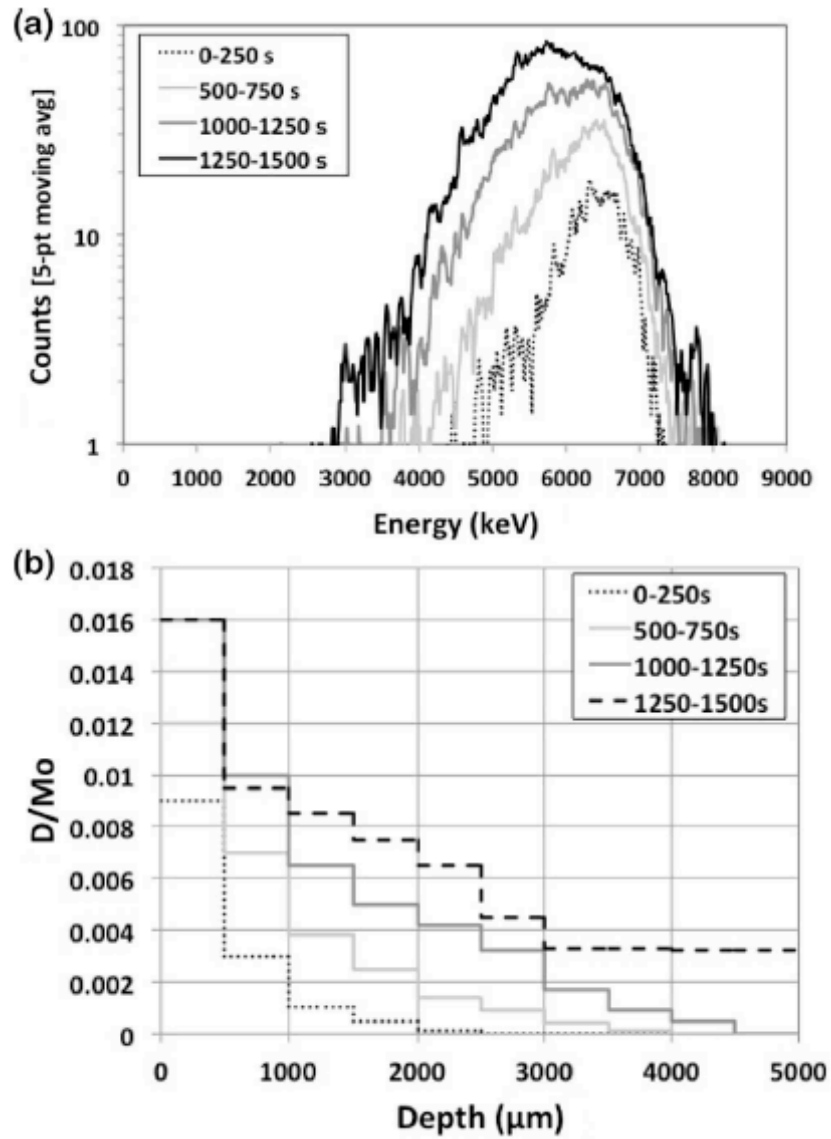 (a)
100
10
1
Counts [5-pt moving avg]
0-250 s
500-750 s
1000-1250 s
1250-1500 s
0 1000 2000 3000 4000 5000 6000 7000 8000 9000
Energy (keV)
(b)
0.018
0.016
0.014
0.012
0.01
0.008
0.006
0.004
0.002
0
D/Mo
0-250s
500-750s
1000-1250s
1250-1500s
0 1000 2000 3000 4000 5000
Depth (μm)